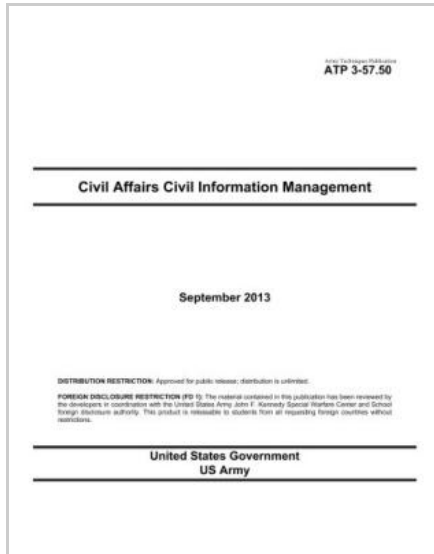 Army Techniques Publication
ATP 3-57.50
Civil Affairs Civil Information Management
September 2013
DISTRIBUTION RESTRICTION: Approved for public release; distribution is unlimited.
FOREIGN DISCLOSURE RESTRICTION (FD 1): The material contained in this publication has been reviewed by
the developers in coordination with the United States Army John F. Kennedy Special Warfare Center and School
foreign disclosure authority. This product is releasable to students from all requesting foreign countries without
restrictions.
United States Government
US Army